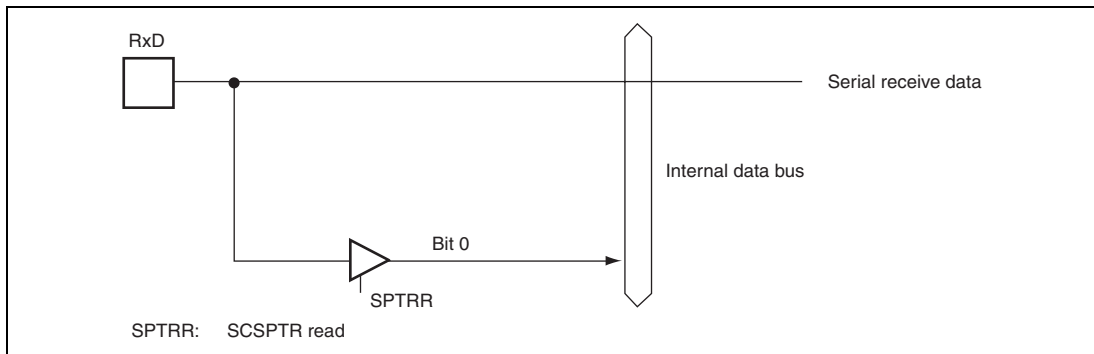 RxD
Serial receive data
Internal data bus
Bit 0
SPTRR
SPTRR: SCSPTR read